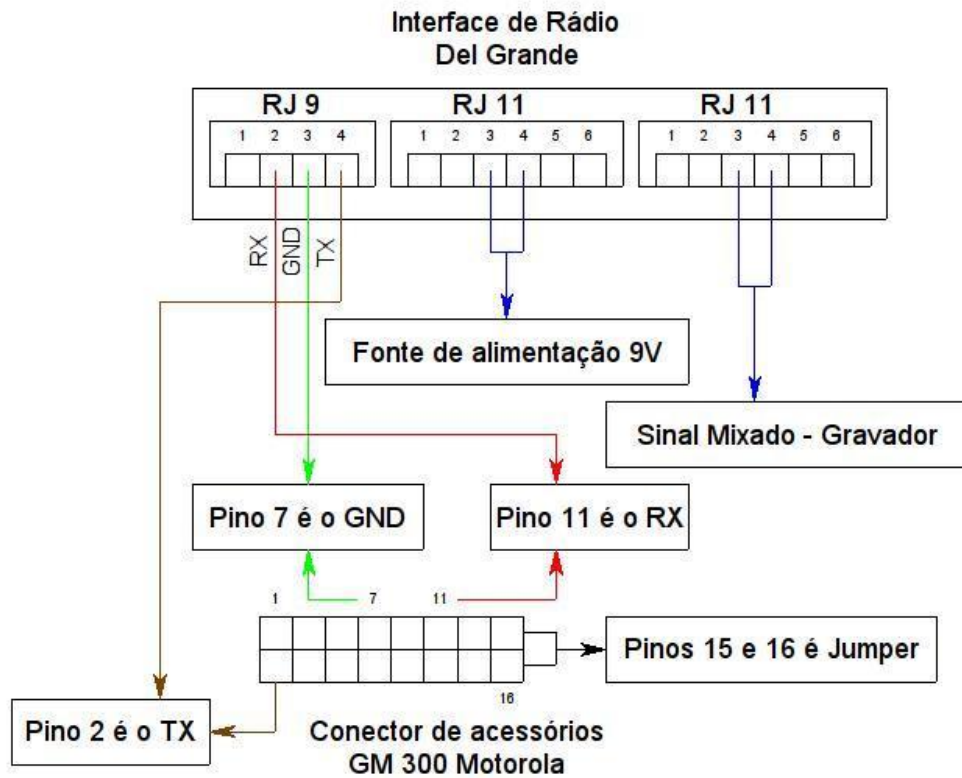 Interface de Rádio
Del Grande
RJ 9 RJ 11 RJ 11
1 2 3 4 1 2 3 4 5 6 1 2 3 4 5 6
RX GND TX
Fonte de alimentação 9V
Sinal Mixado - Gravador
Pino 7 é o GND Pino 11 é o RX
1 7 11
Pinos 15 e 16 é Jumper
16
Pino 2 é o TX
Conector de acessórios
GM 300 Motorola